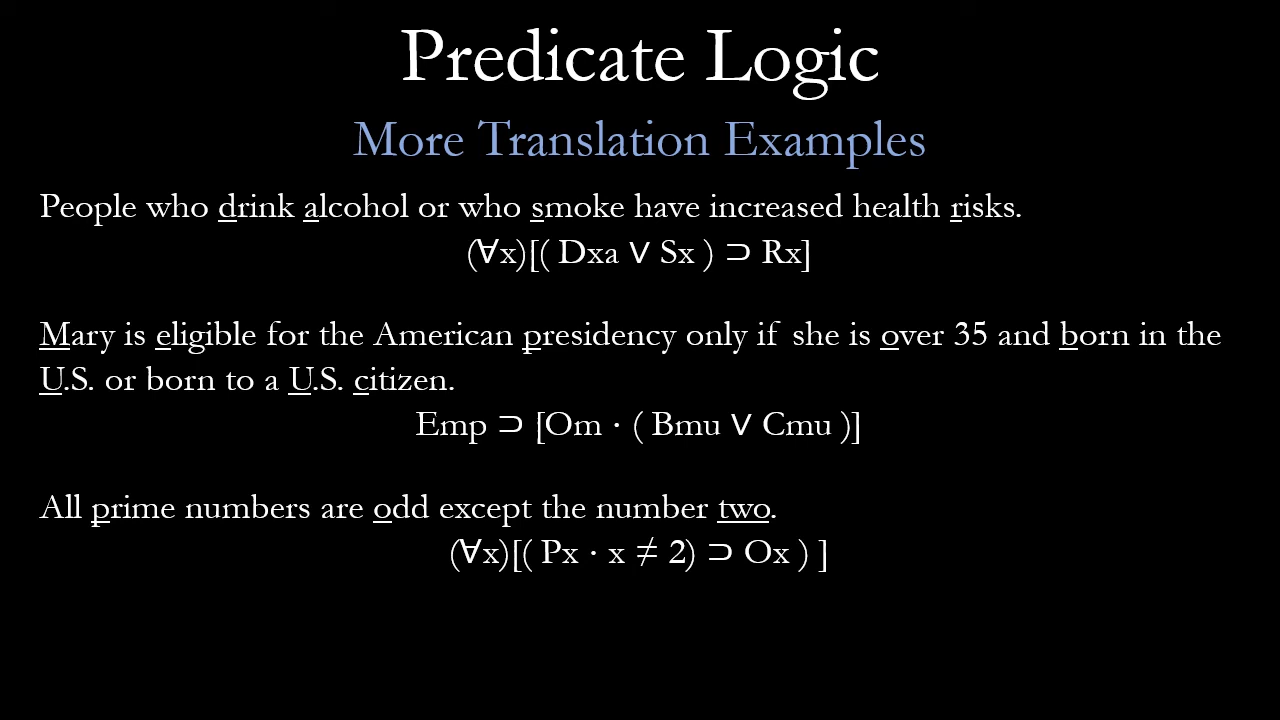 Predicate Logic
More Translation Examples
People who drink alcohol or who smoke have increased health risks.
(∀x)[( Dxa ∨ Sx ) ⊃ Rx]
Mary is eligible for the American presidency only if she is over 35 and born in the
U.S. or born to a U.S. citizen.
Emp ⊃ [Om · ( Bmu ∨ Cmu )]
All prime numbers are odd except the number two.
(∀x)[( Px · x ≠ 2) ⊃ Ox ) ]